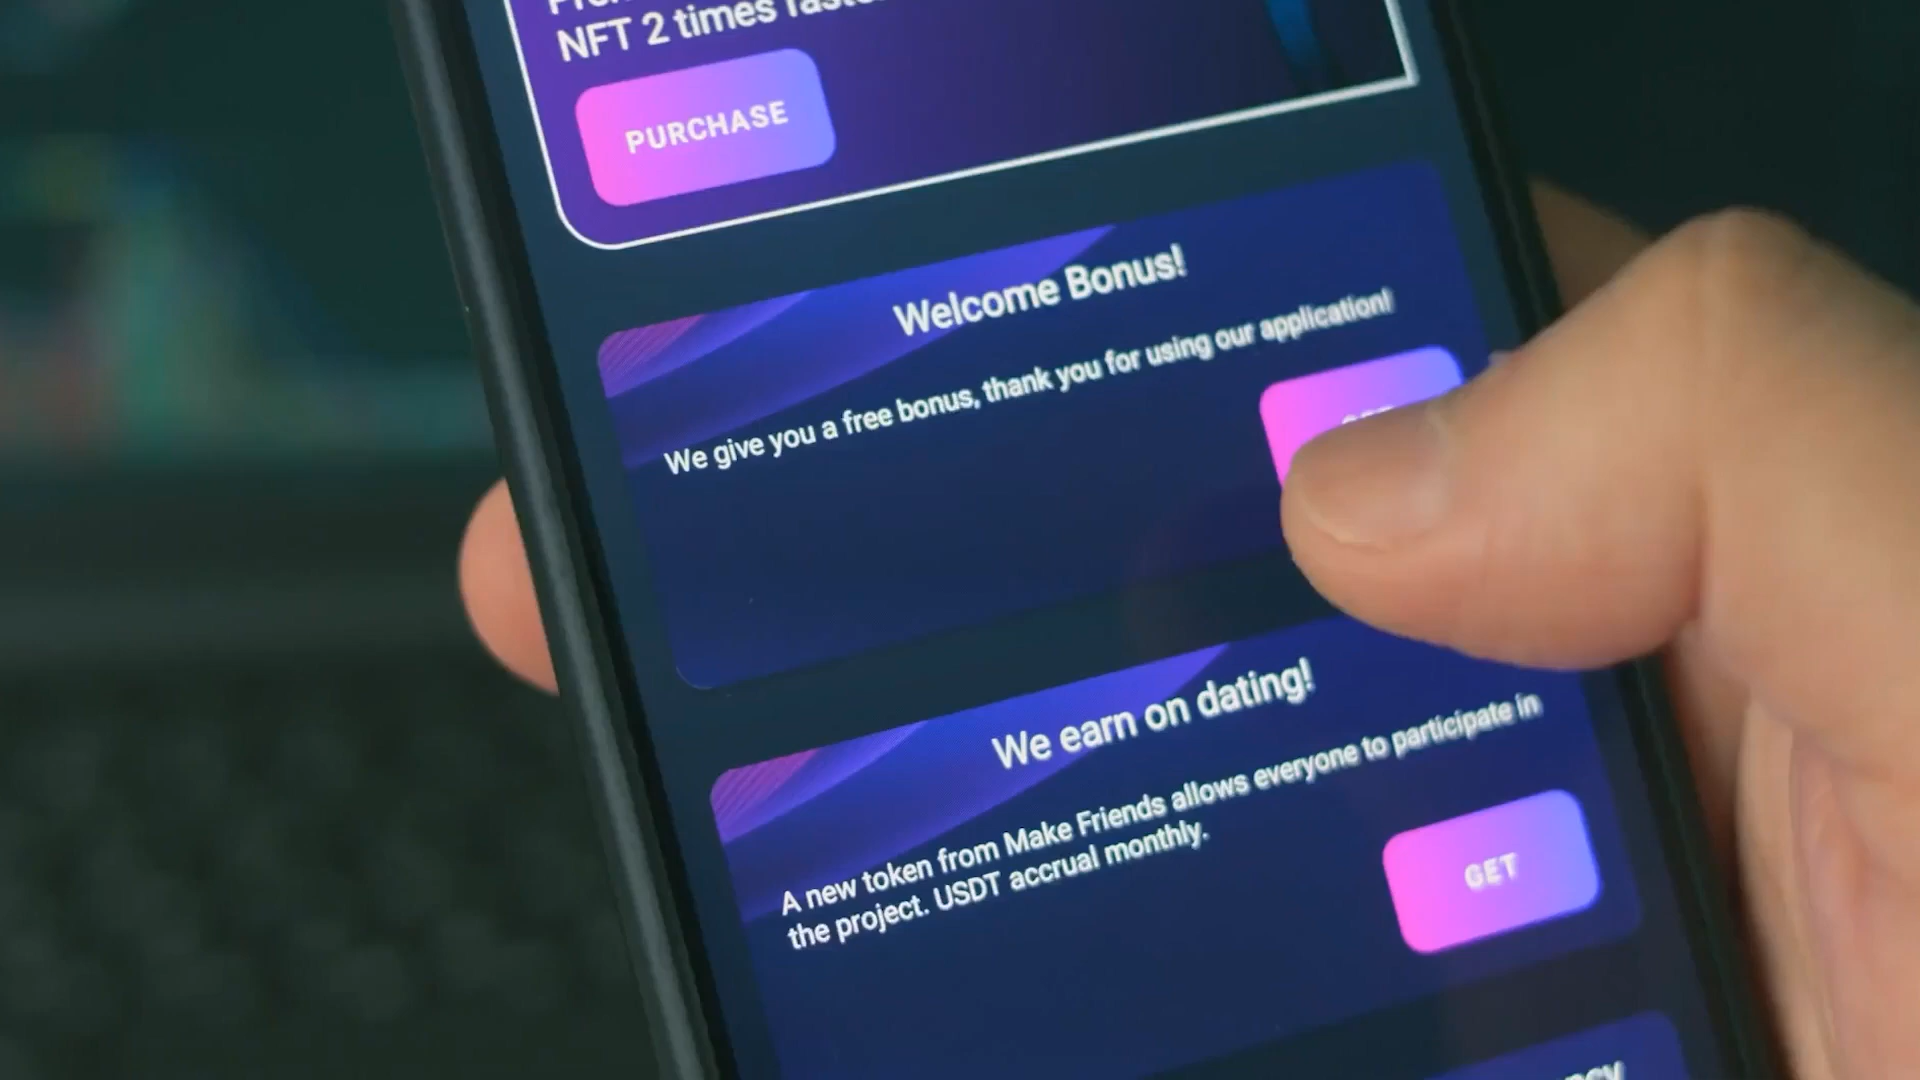 NFT 2 times
PURCHASE
Welcome Bonus!
We give you a free bonus, thank you for using our application!
We earn on dating!
A new token from Make Friends allows everyone to participate in
the project. USDT accrual monthly.
GET